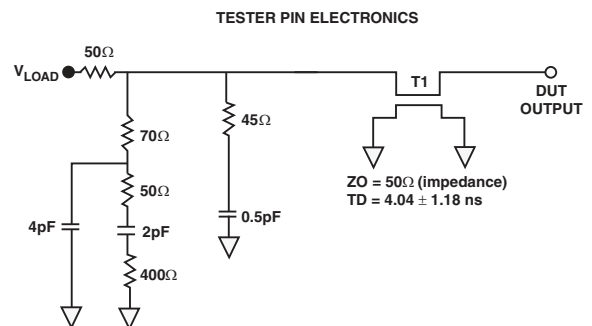 TESTER PIN ELECTRONICS
50Ω
VLOAD
T1
DUT
OUTPUT
70Ω
45Ω
50Ω
ZO = 50Ω (impedance)
TD = 4.04 ± 1.18 ns
4pF
2pF
0.5pF
400Ω